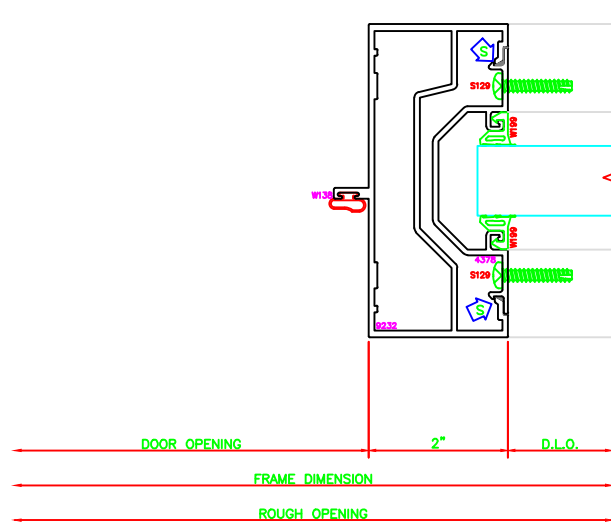 S
S129
W199
W138
W199
4378
S129
S
9232
DOOR OPENING
2"
D.L.O.
FRAME DIMENSION
ROUGH OPENING